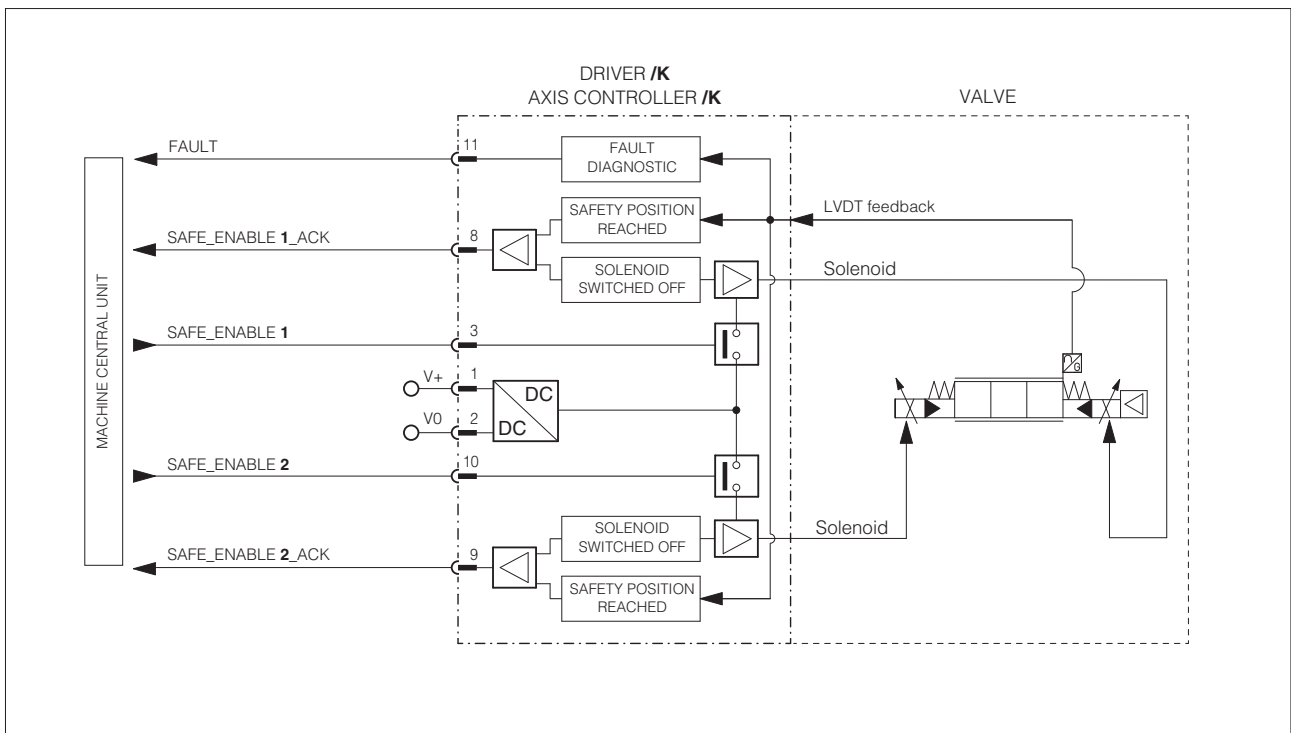 DRIVER /K
AXIS CONTROLLER /K
VALVE
FAULT
11
FAULT
DIAGNOSTIC
SAFETY POSITION
REACHED
LVDT feedback
SAFE_ENABLE 1_ACK
8
SOLENOID
SWITCHED OFF
Solenoid
MACHINE CENTRAL UNIT
SAFE_ENABLE 1
3
V+
1
DC
DC
V0
2
G
SAFE_ENABLE 2
10
SOLENOID
SWITCHED OFF
Solenoid
SAFE_ENABLE 2_ACK
9
SAFETY POSITION
REACHED